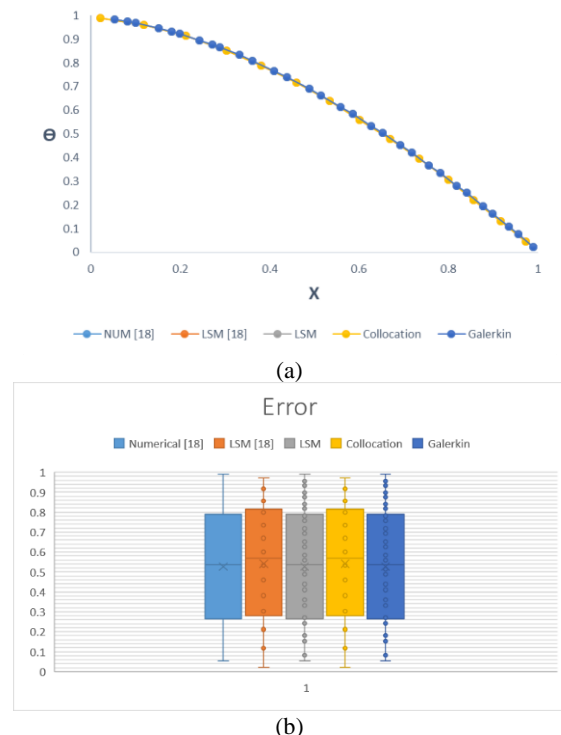 1
0.9
0.8
0.7
0.6
Θ 0.5
0.4
0.3
0.2
0.1
0
0 0.2 0.4 0.6 0.8 1
X
NUM [18] LSM [18] LSM Collocation Galerkin
(a)
Error
Numerical [18] LSM [18] LSM Collocation Galerkin
1
0.9
0.8
0.7
0.6
0.5
0.4
0.3
0.2
0.1
0
1
(b)